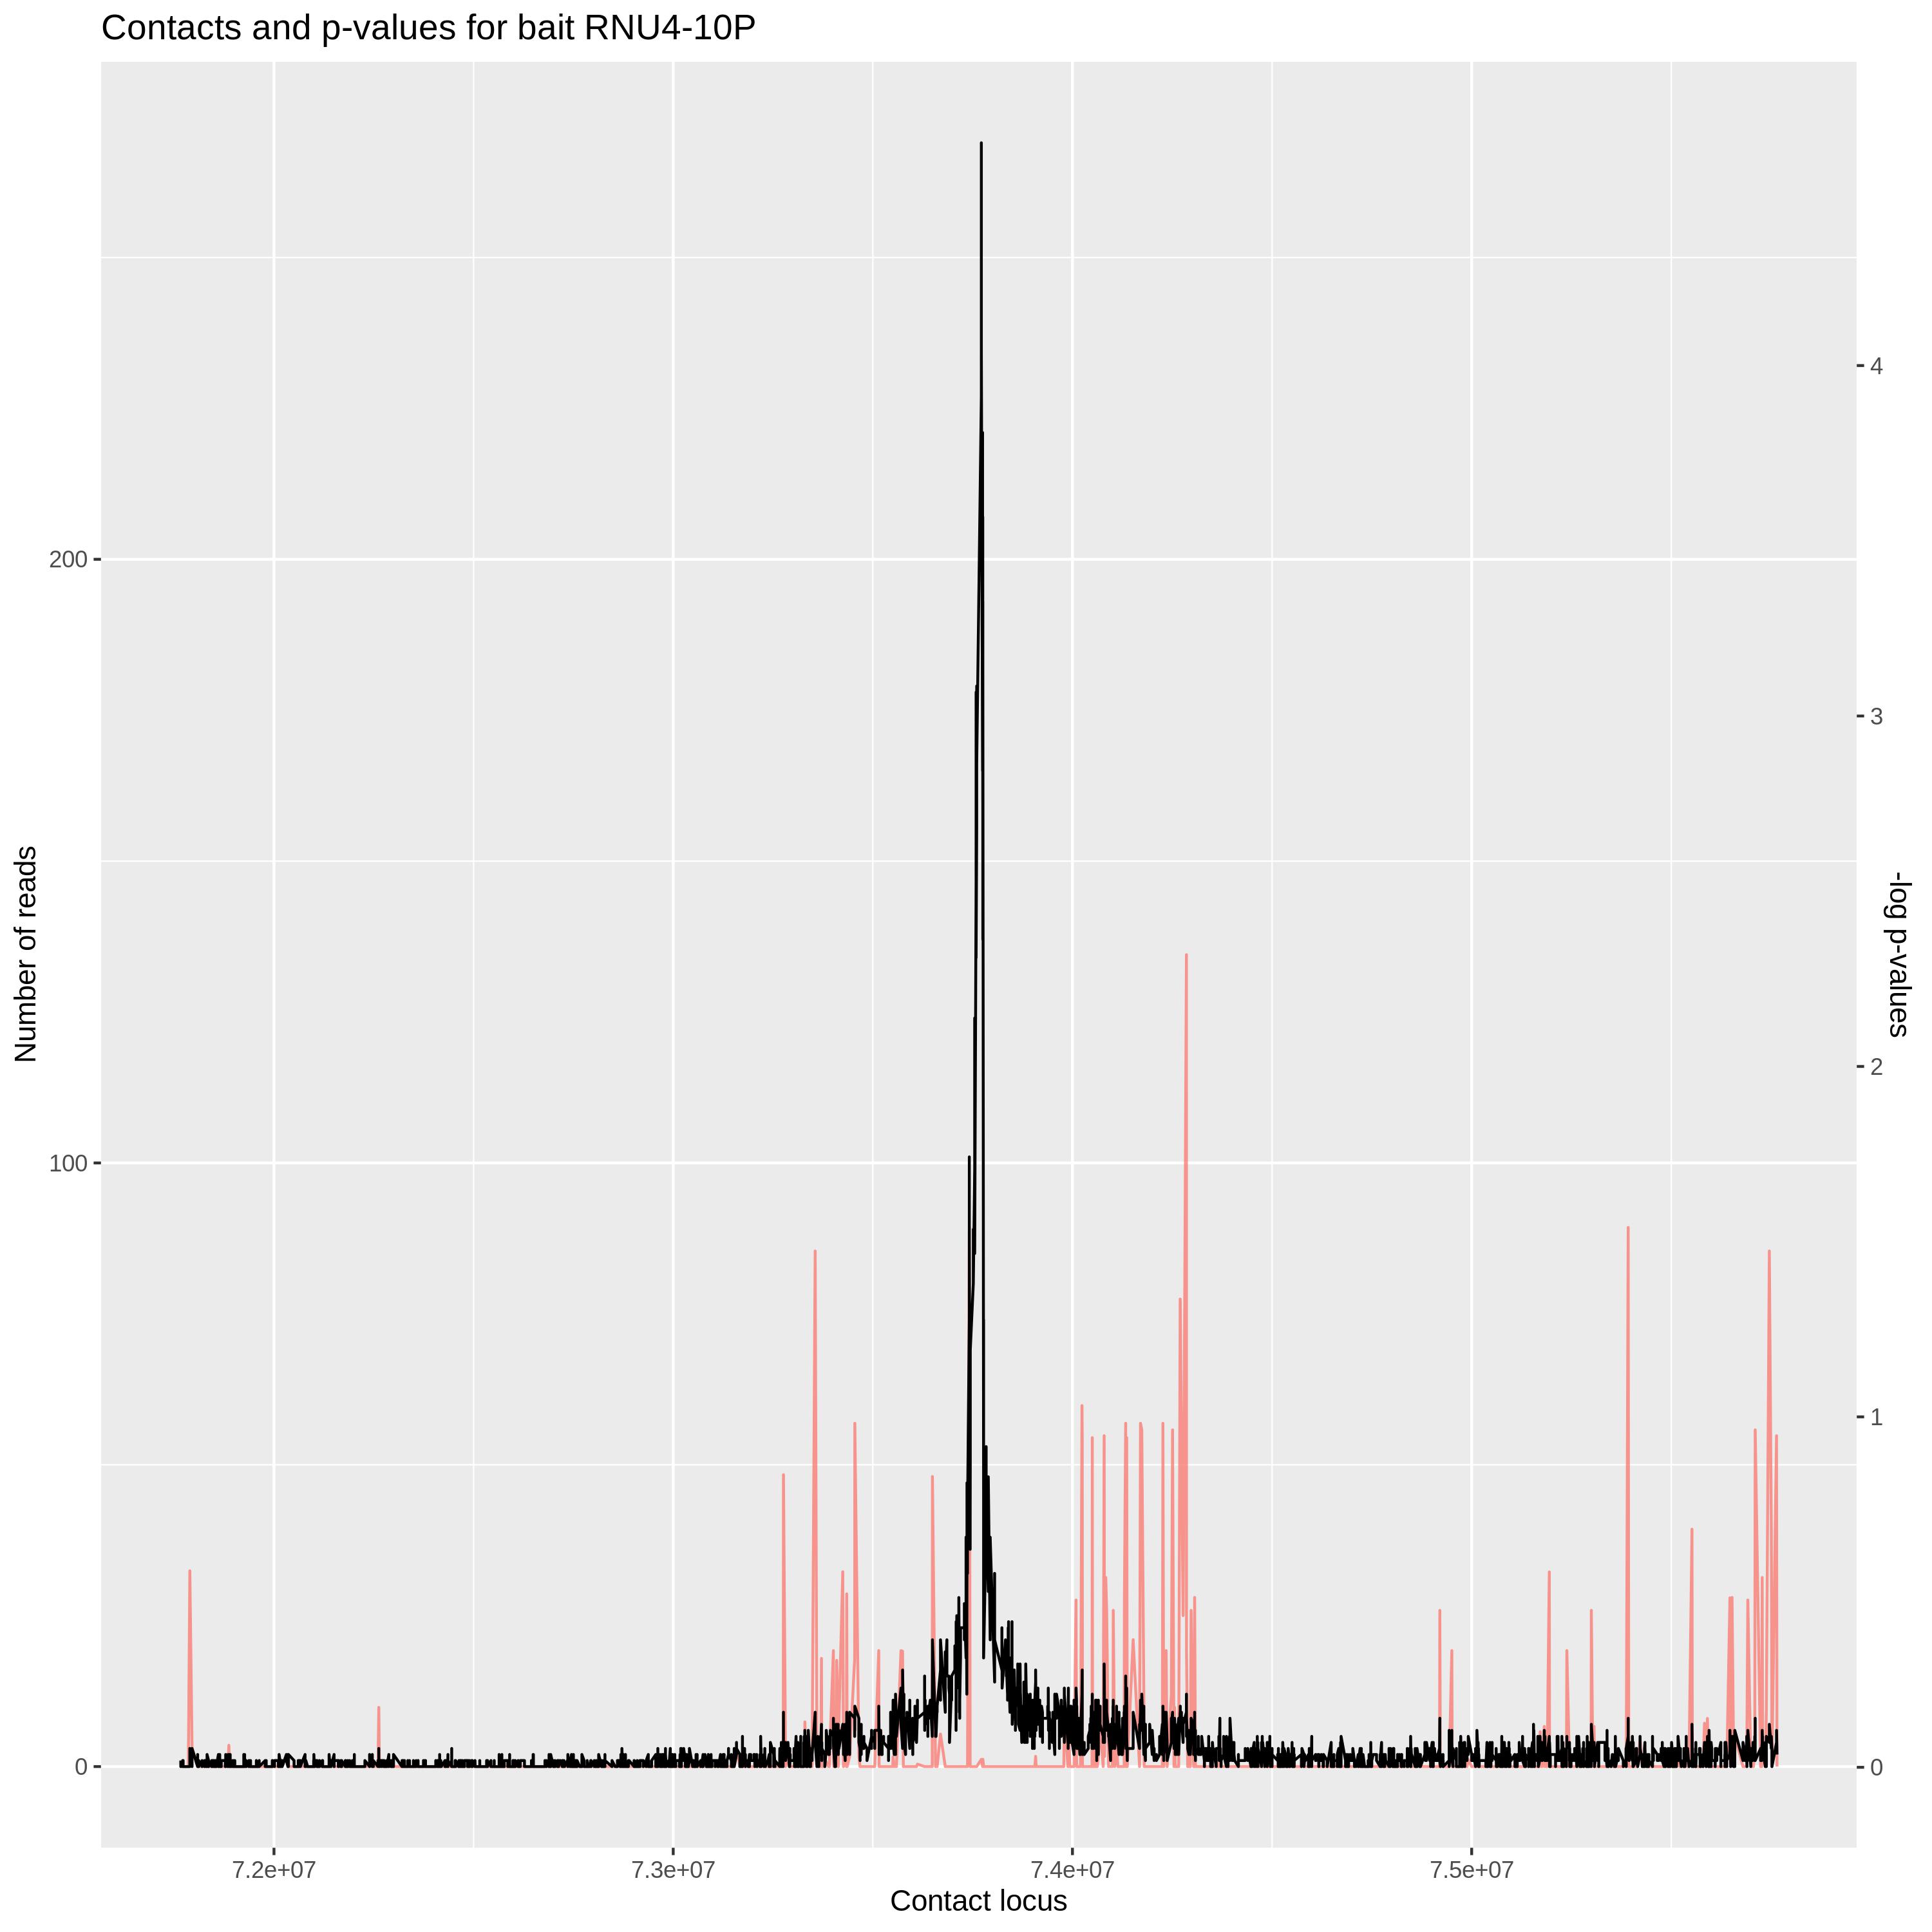 Contacts and p-values for bait RNU4-10P
Number of reads
200
100
0
4
3
2
1
0
-log p-values
7.2e+07
7.3e+07
7.4e+07
7.5e+07
Contact locus